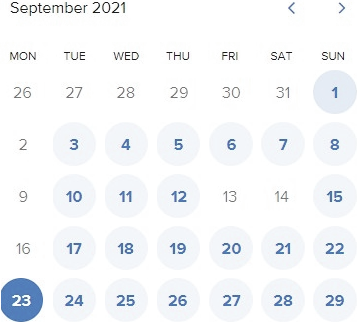 September 2021
MON TUE WED THU FRI SAT SUN
26 27 28 29 30 31 1
2 3 4 5 6 7 8
9 10 11 12 13 14 15
16 17 18 19 20 21 22
23 24 25 26 27 28 29